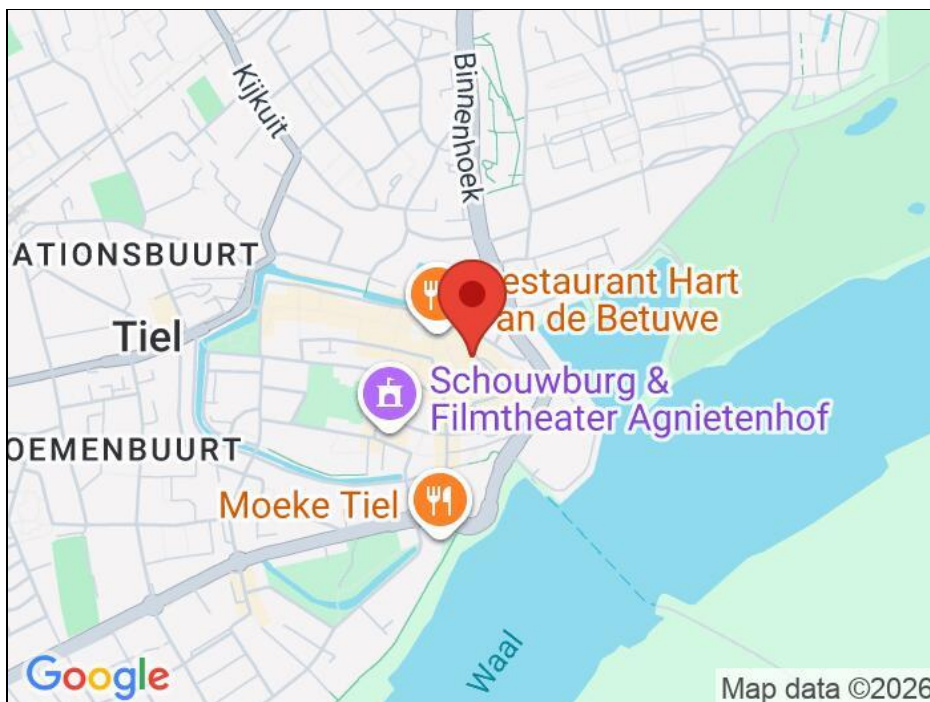 Kijkuit
Binnenhoek
ATIONSBUURT
estaurant Hart
an de Betuwe
Tiel
Schouwburg &
Filmtheater Agnietenhof
OEMENBUURT
Moeke Tiel
Waal
Google
Map data ©2026